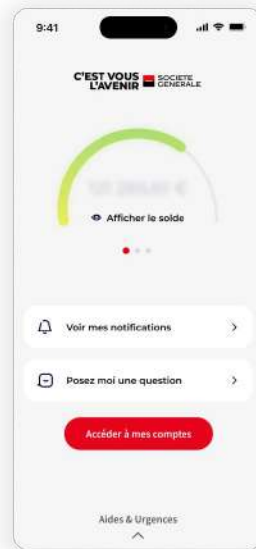 9:41
C'EST VOUS
L'AVENIR
SOCIETE
GENERALE
Afficher le solde
Voir mes notifications
Posez moi une question
Accéder à mes comptes
Aides & Urgences